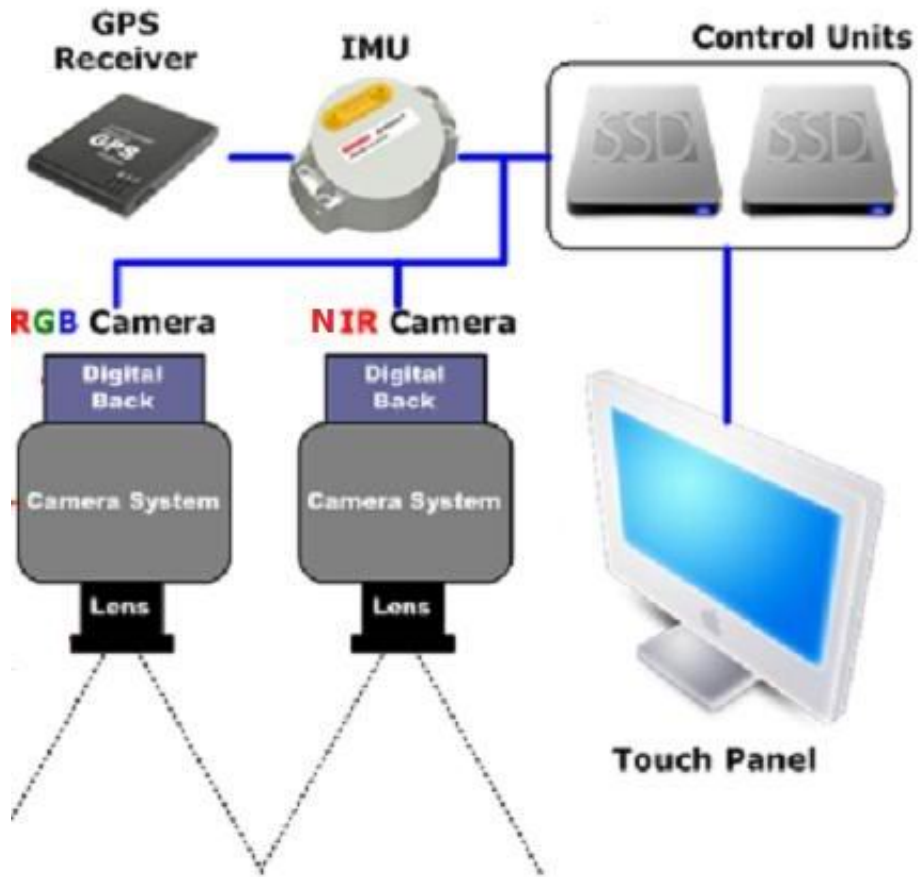 GPS
Receiver
IMU
Control Units
GPS
SSD
SSD
RGB Camera
NIR Camera
Digital
Back
Digital
Back
Camera System
Camera System
Lens
Lens
Touch Panel